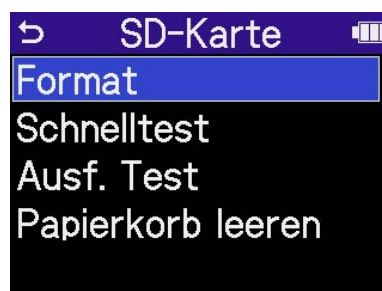 SD-Karte
Format
Schnelltest
Ausf. Test
Papierkorb leeren